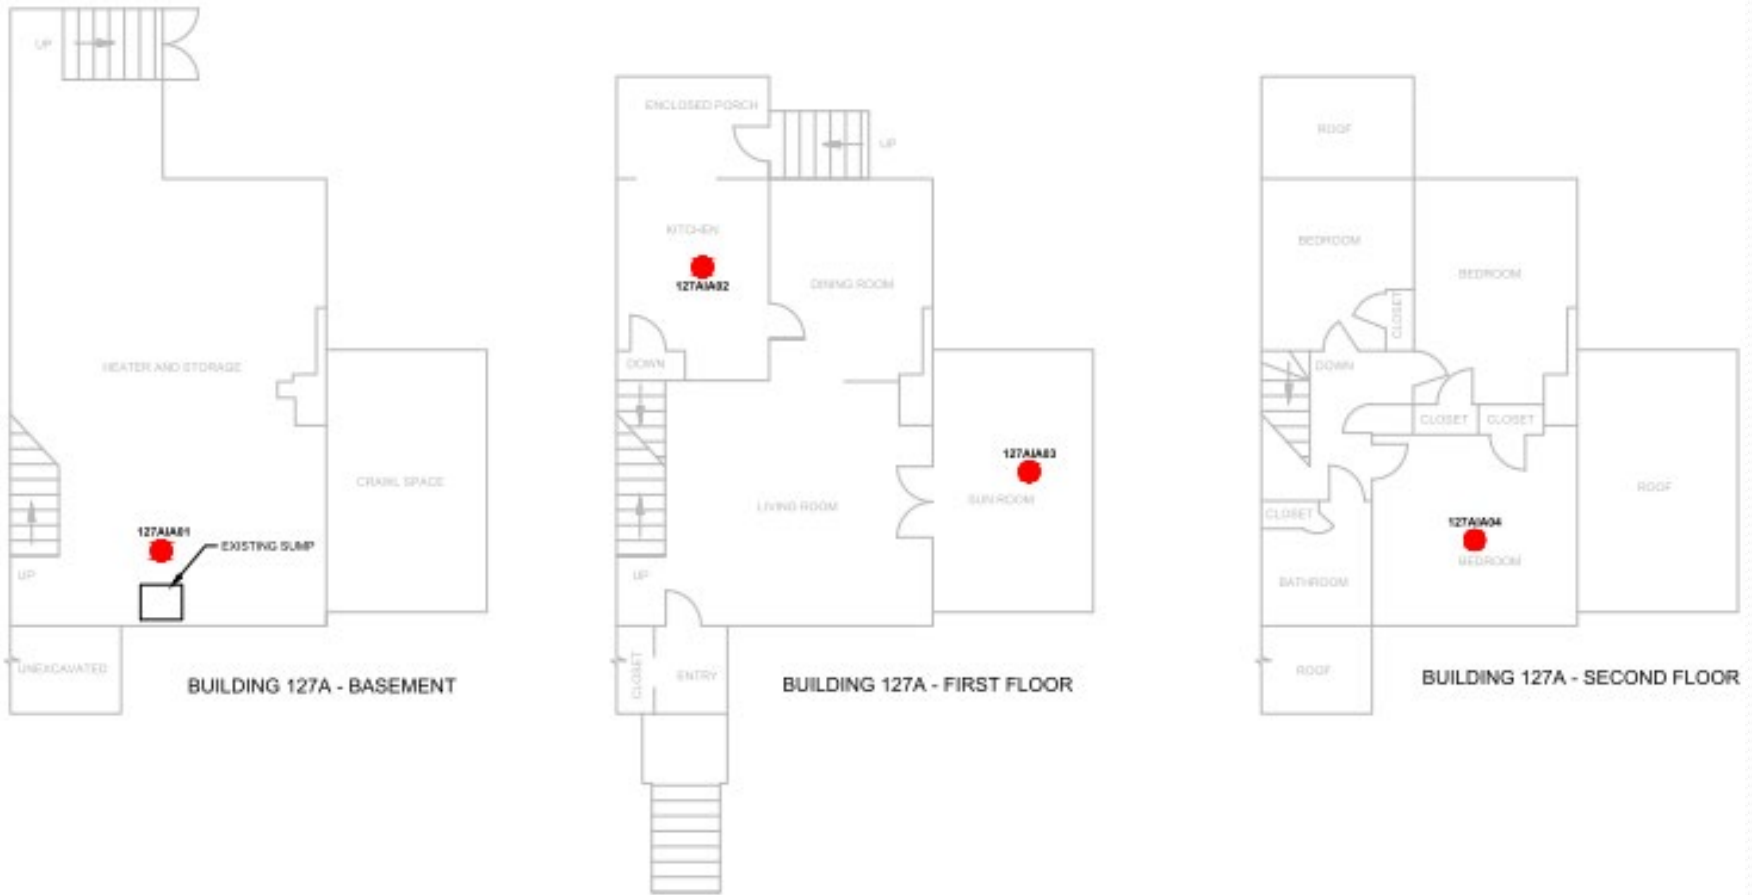 UP
HEATER AND STORAGE
CRAWL SPACE
127AIA01
EXISTING SUMP
UP
UNEXCAVATED
BUILDING 127A - BASEMENT
ENCLOSED PORCH
UP
KITCHEN
127AIA02
DINING ROOM
DOWN
127AIA03
SUN ROOM
LIVING ROOM
UP
CLOSET
ENTRY
BUILDING 127A - FIRST FLOOR
ROOF
BEDROOM
BEDROOM
CLOSET
DOWN
CLOSET
CLOSET
ROOF
CLOSET
127AIA04
BEDROOM
BATHROOM
ROOF
BUILDING 127A - SECOND FLOOR